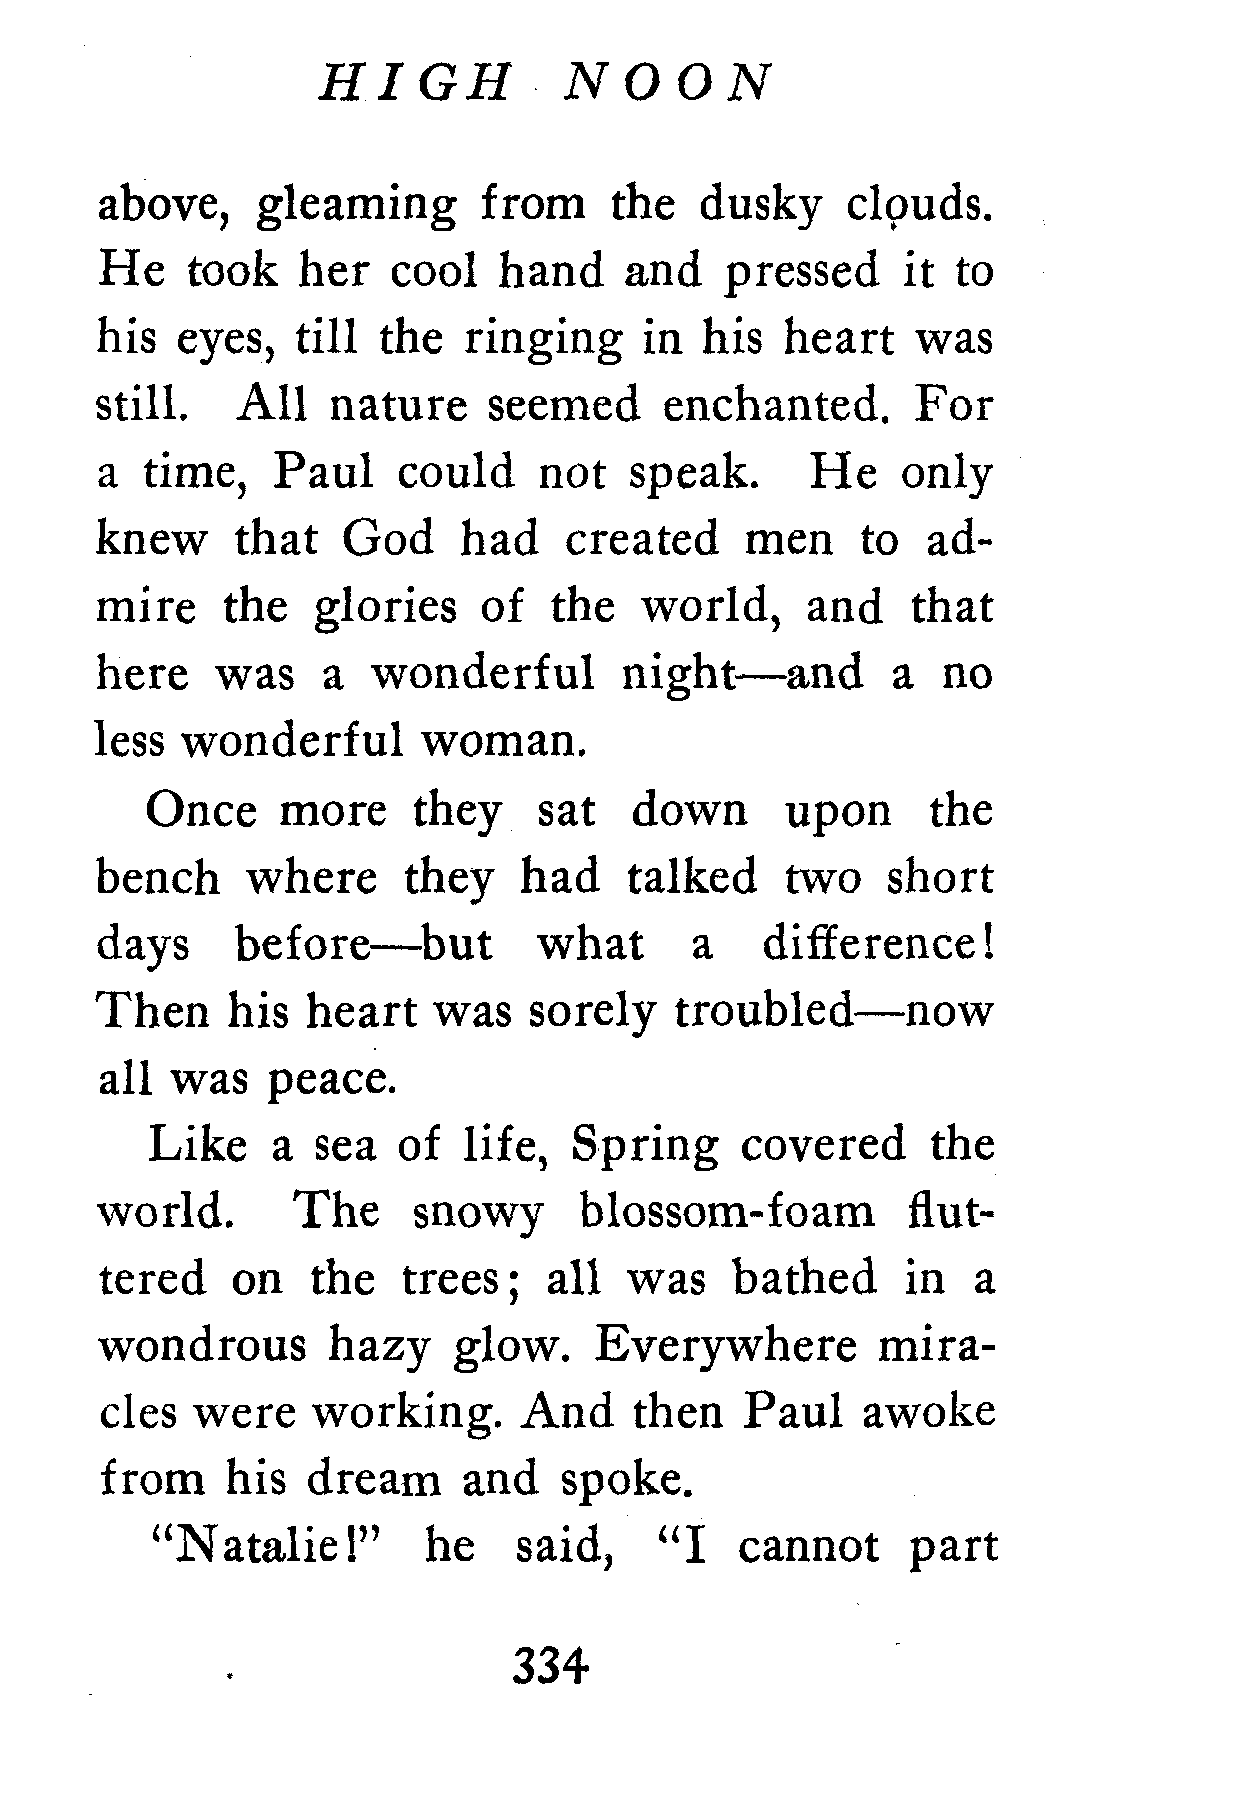 HIGH NOON
above, gleaming from the dusky clouds.
He took her cool hand and pressed it to
his eyes, till the ringing in his heart was
still. All nature seemed enchanted. For
a time, Paul could not speak. He only
knew that God had created men to ad-
mire the glories of the world, and that
here was a wonderful night—and a no
less wonderful woman.
Once more they sat down upon the
bench where they had talked two short
days before—but what a difference!
Then his heart was sorely troubled—now
all was peace.
Like a sea of life, Spring covered the
world. The snowy blossom-foam flut-
tered on the trees; all was bathed in a
wondrous hazy glow. Everywhere mira-
cles were working. And then Paul awoke
from his dream and spoke.
“Natalie!” he said, “I cannot part
334